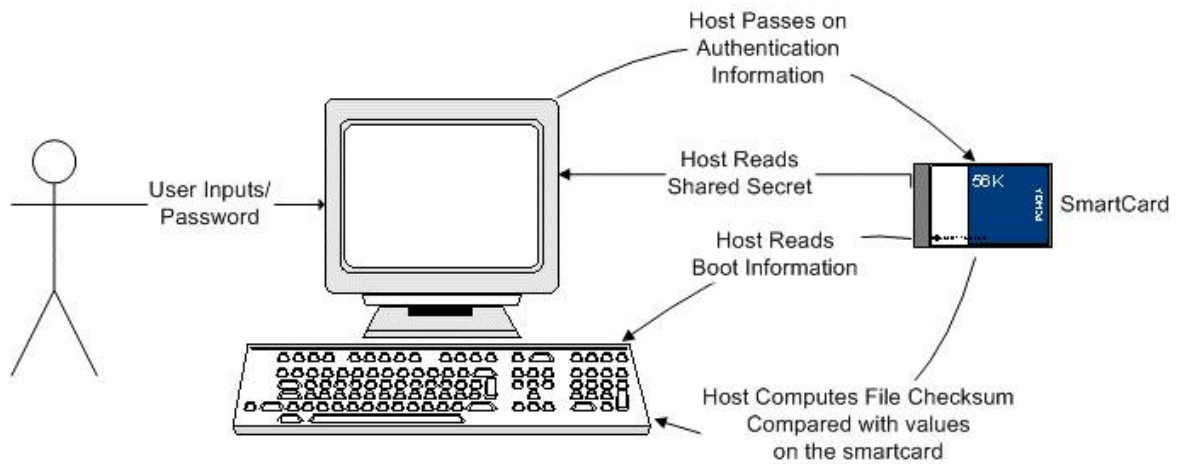 Host Passes on
Authentication
Information
User Inputs/
Password
Host Reads
Shared Secret
56K
PCMCIA
SmartCard
Host Reads
Boot Information
Host Computes File Checksum
Compared with values
on the smartcard